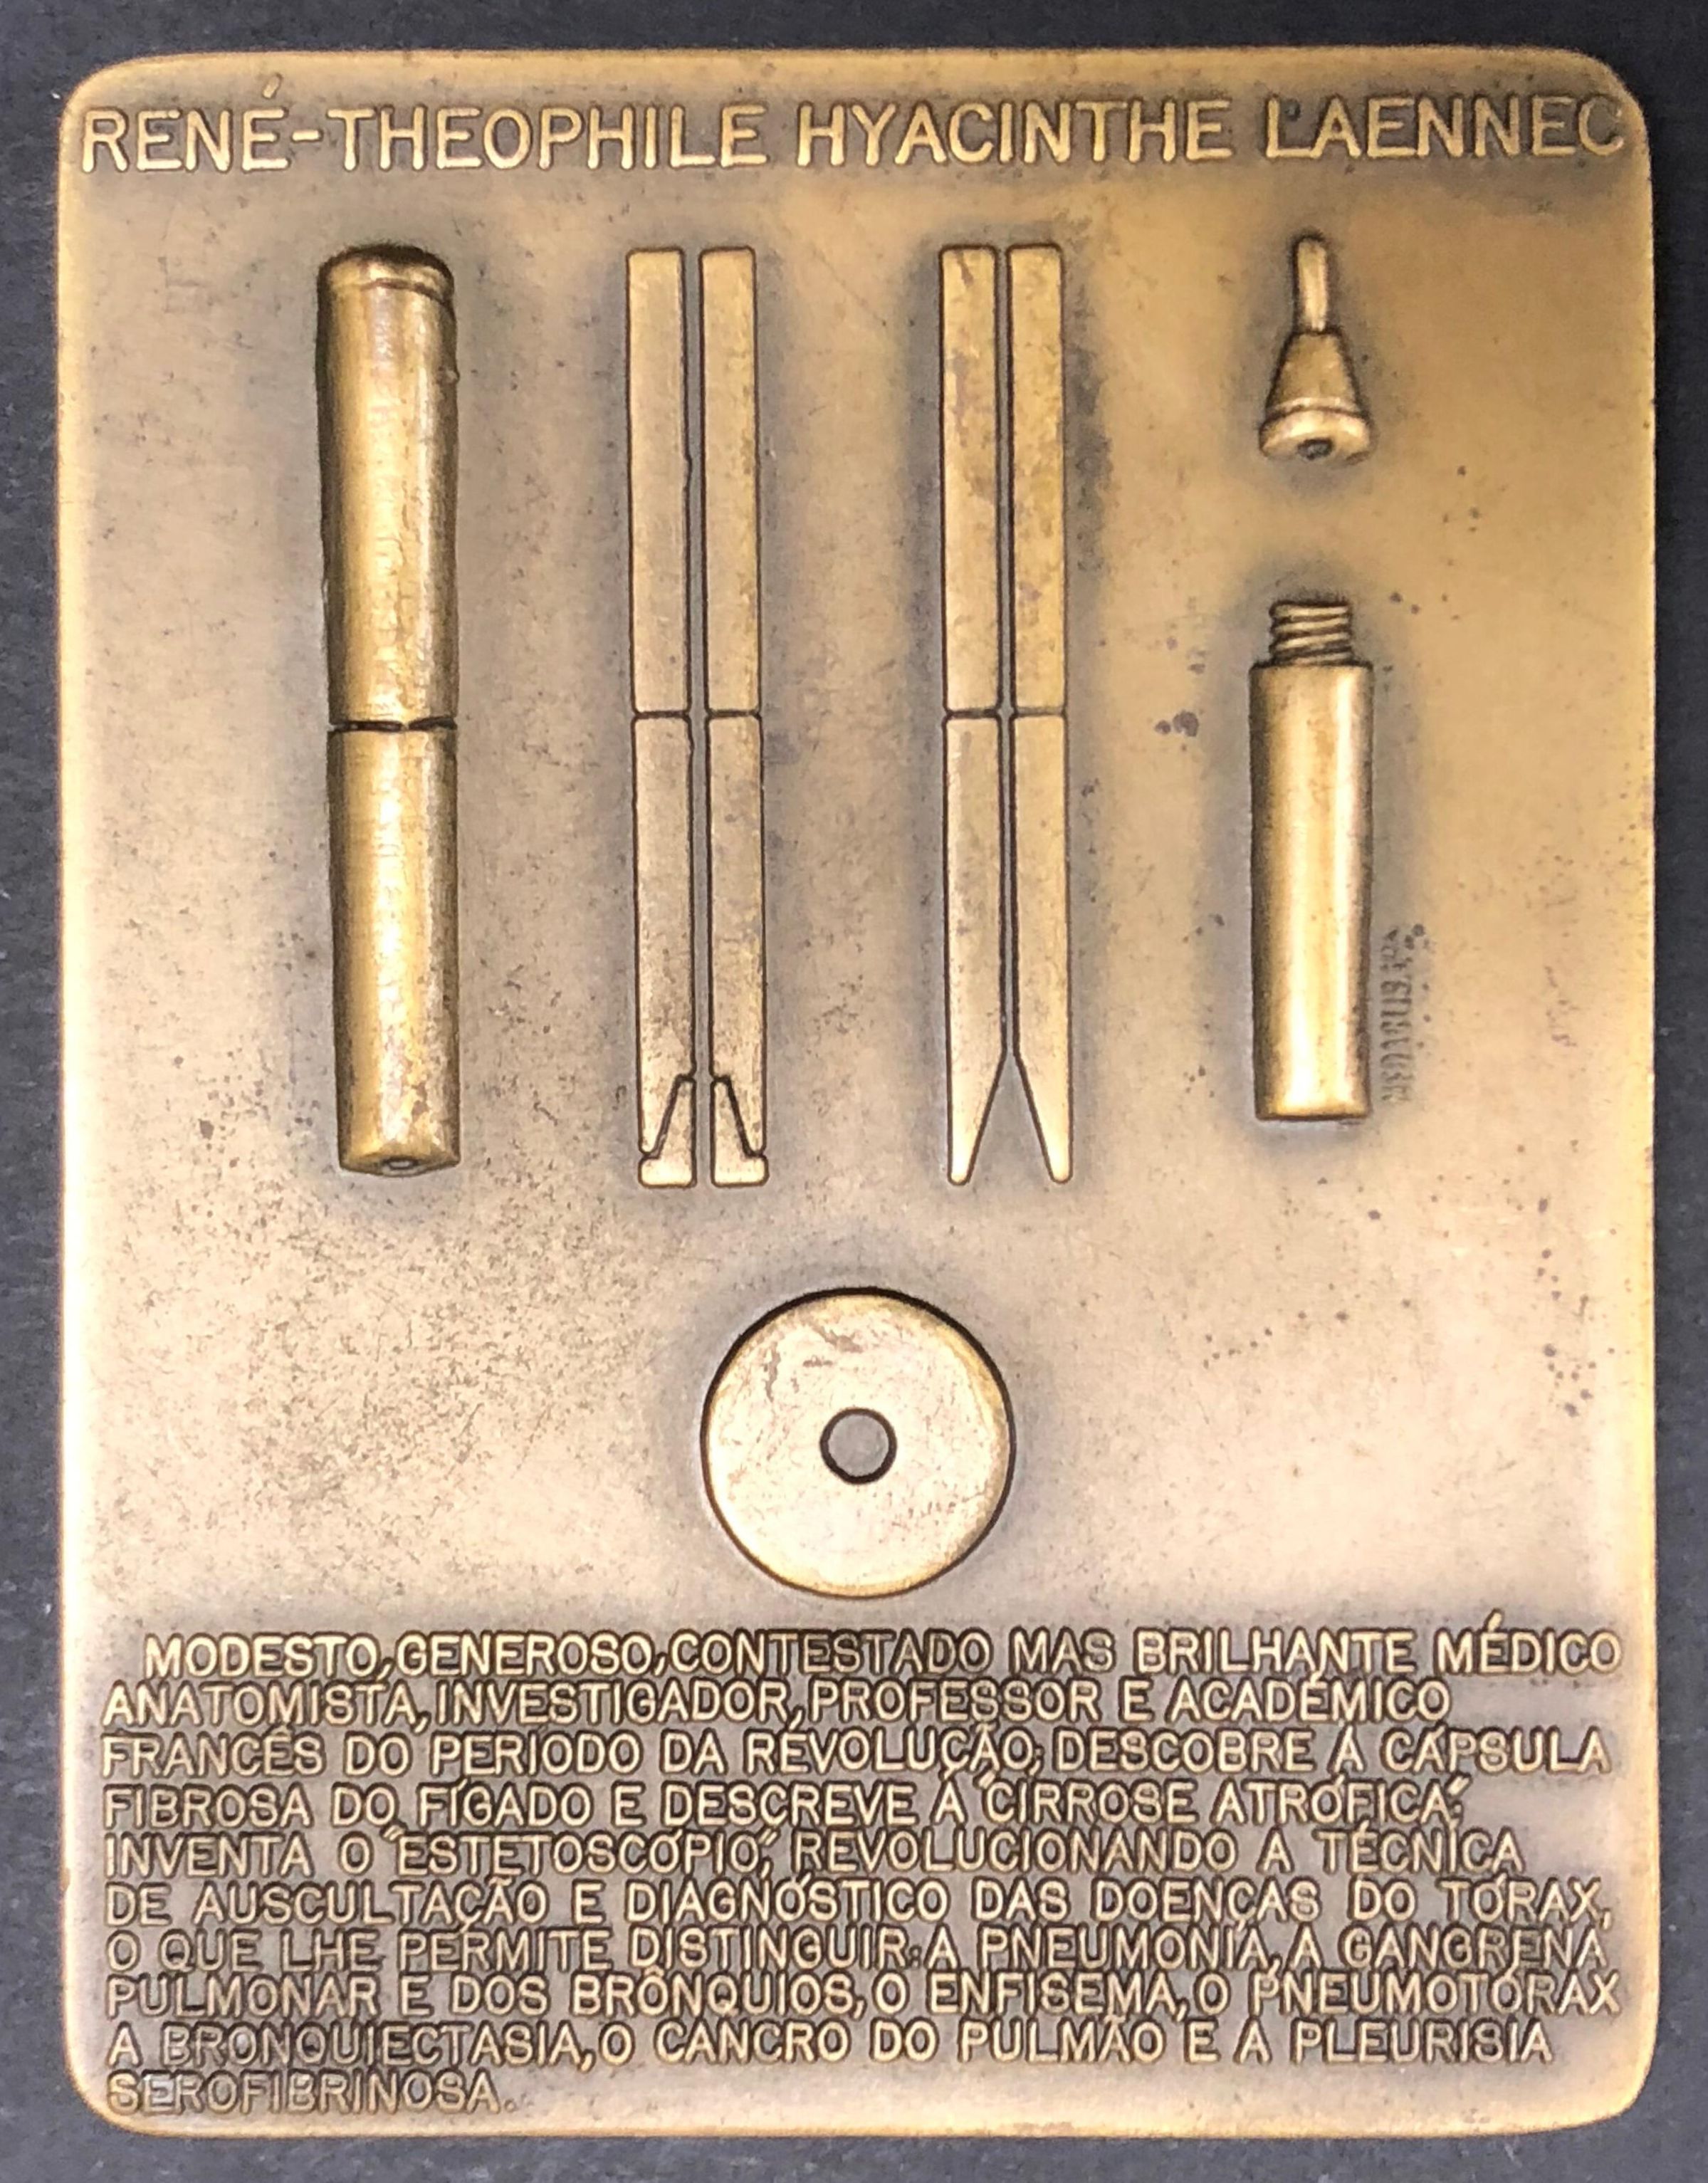 RENÉ-THEOPHILE HYACINTHE LAENNEC
MODESTO, GENEROSO, CONTESTADO MAS BRILHANTE MÉDICO
ANATOMISTA, INVESTIGADOR, PROFESSOR E ACADÉMICO
FRANCÊS DO PERÍODO DA REVOLUÇÃO, DESCOBRE A CÁPSULA
FIBROSA DO FÍGADO E DESCREVE A "CIRROSE ATRÓFICA".
INVENTA O "ESTETOSCÓPIO", REVOLUCIONANDO A TÉCNICA
DE AUSCULTAÇÃO E DIAGNÓSTICO DAS DOENÇAS DO TÓRAX,
O QUE LHE PERMITE DISTINGUIR: A PNEUMONIA, A GANGRENA
PULMONAR E DOS BRÔNQUIOS, O ENFISEMA, O PNEUMOTÓRAX
A BRONQUIECTASIA, O CANCRO DO PULMÃO E A PLEURISIA
SEROFIBRINOSA.